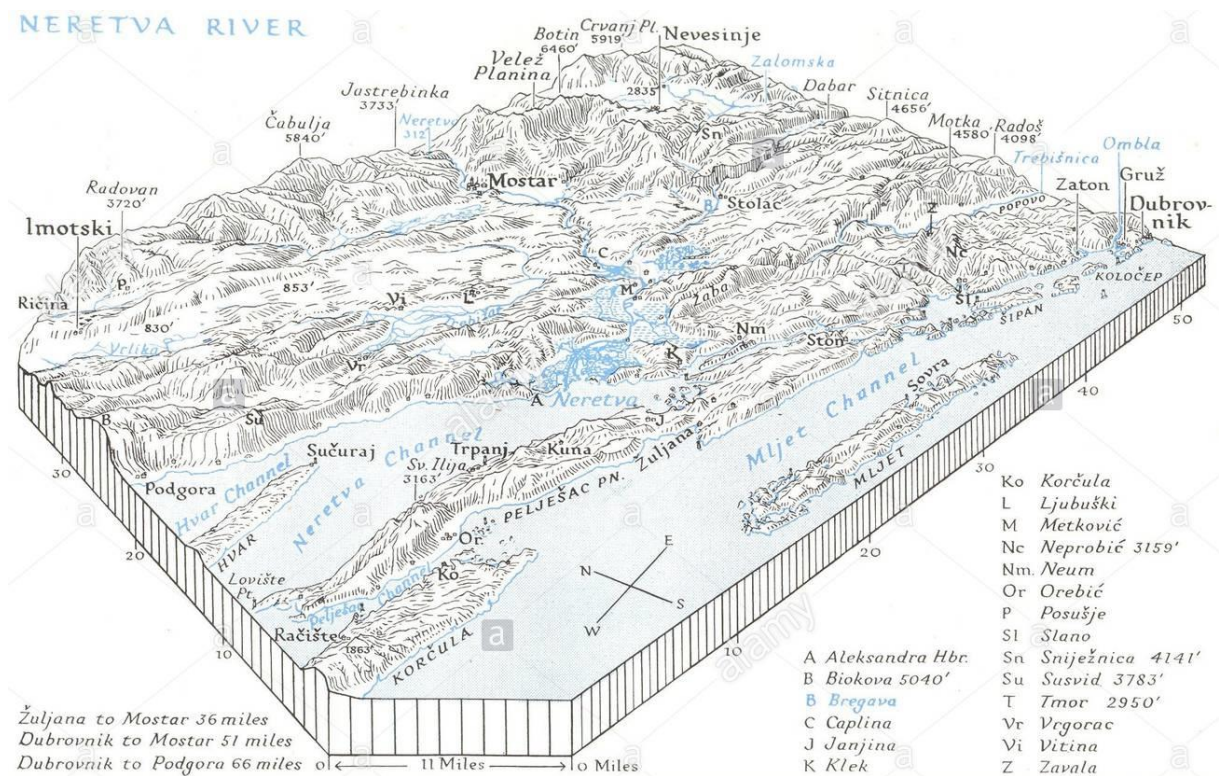 NERETVA RIVER
Botin
6460'
Crvanj Pl.
5919'
Nevesinje
Velež
Planina
2835'
Zalomska
Dabar
Sitnica
4656'
Motka
4580'
Radoš
4098'
Trebišnica
Ombla
Jastrebinka
3733'
Neretva
312'
Čabulja
5840'
Sn
Radovan
3720'
Mostar
B
Stolac
Z
POPOVO
Zaton
Gruž
Dubrov-
nik
Imotski
C
Nc
P
853'
M
Žaba
KOLOČEP
Ričina
Vi
L
Sl
ŠIPAN
830'
Nm
Ston
50
Vrlika
Vr
K
40
A
Neretva
Sovra
B
Su
J
Mljet Channel
Sućuraj
Neretva Channel
Trpanj
Kuna
Žuljana
30
Podgora
Sv. Ilija
3163'
MLJET
30
Hvar Channel
PELJEŠAC PN.
HVAR
Or
20
20
Lovište
Pt.
Pelješac Channel
Ko
E
N
S
W
Račište
1863'
KORČULA
10
10
Ko Korčula
L Ljubuški
M Metković
Nc Neprobić 3159'
Nm. Neum
Or Orebić
P Posušje
Sl Slano
Sn Sniježnica 4141'
Su Susvid 3783'
T Tmor 2950'
Vr Vrgorac
Vi Vitina
Z Zavala
A Aleksandra Hbr.
B Biokova 5040'
B Bregava
C Caplina
J Janjina
K Klek
Žuljana to Mostar 36 miles
Dubrovnik to Mostar 51 miles
Dubrovnik to Podgora 66 miles
0 11 Miles 0 Miles
alamy
a